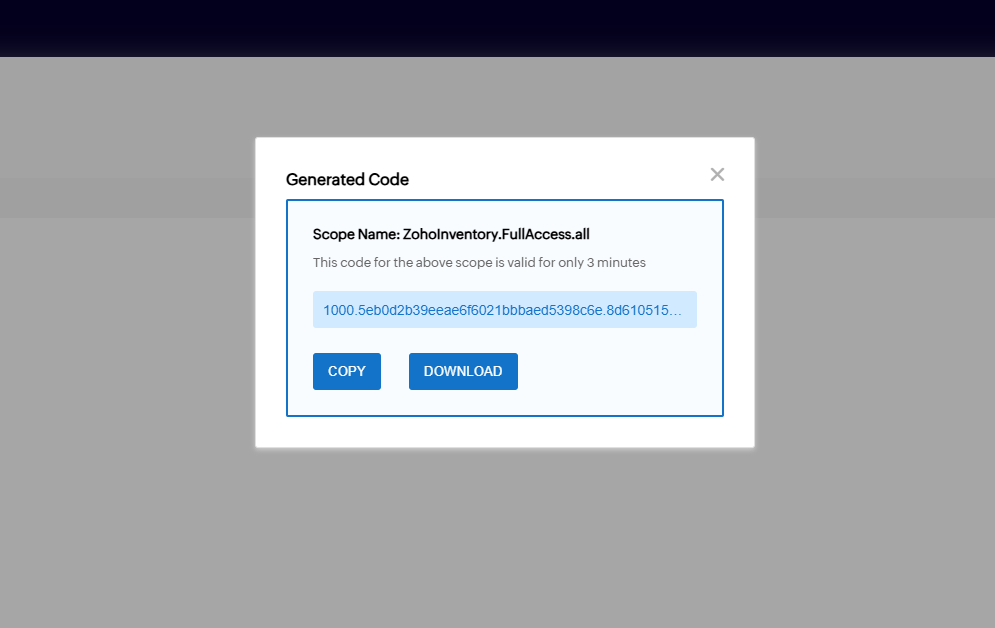 Generated Code
Scope Name: ZohoInventory.FullAccess.all
This code for the above scope is valid for only 3 minutes
1000.5eb0d2b39eeae6f6021bbbaed5398c6e.8d610515...
COPY
DOWNLOAD